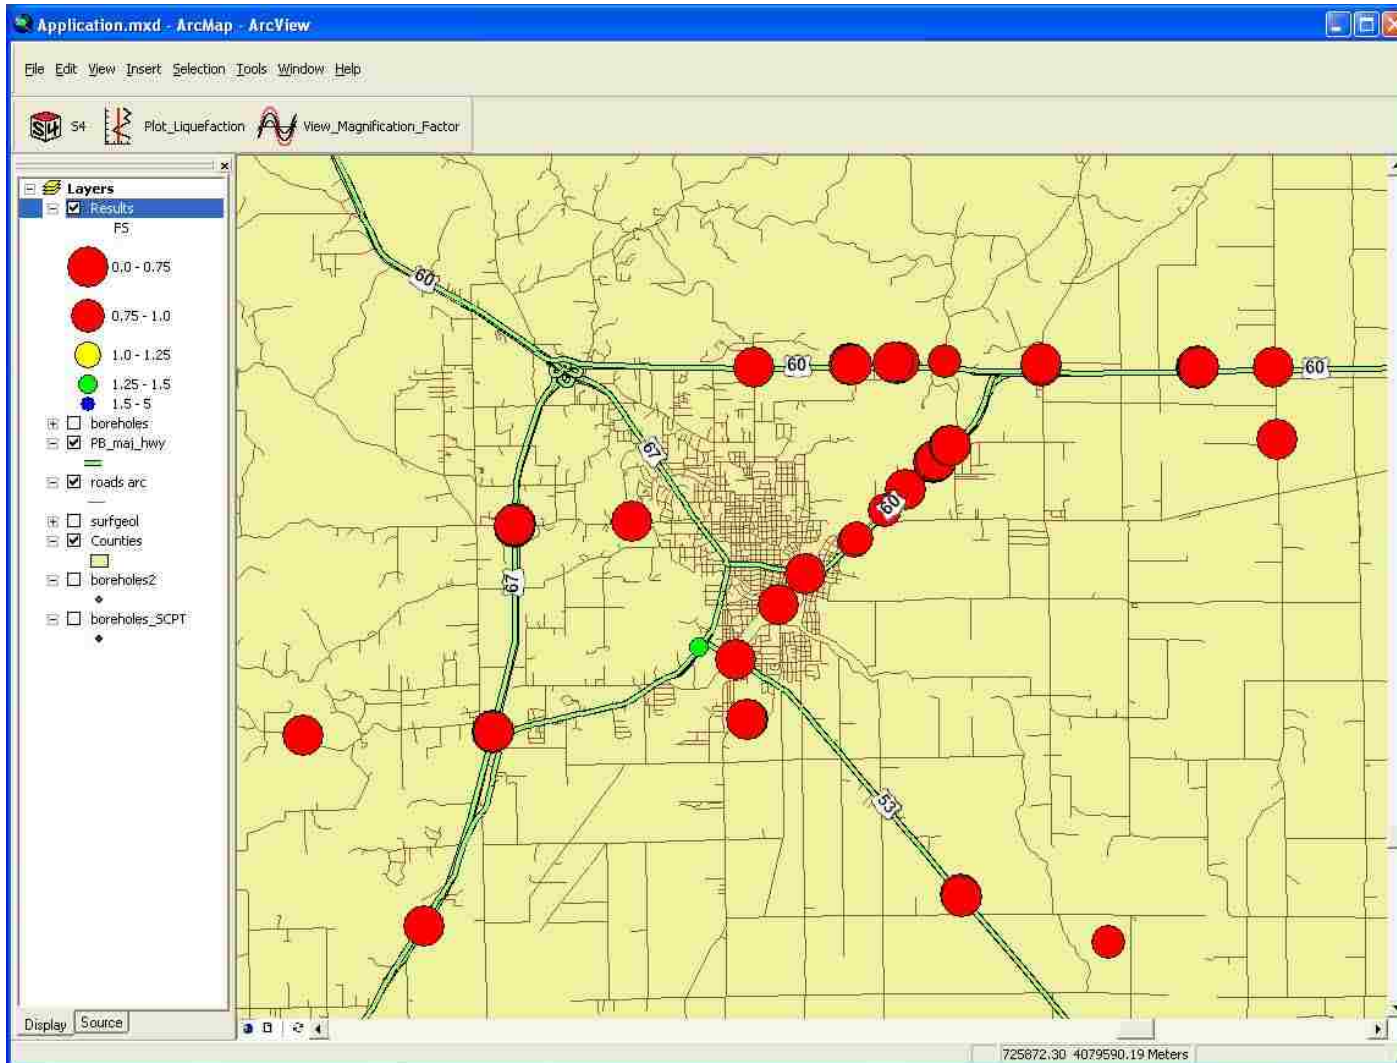 Application.mxd - ArcMap - ArcView
File Edit View Insert Selection Tools Window Help
S4 Plot_Liquefaction View_Magnification_Factor
Layers
Results
FS
0.0 - 0.75
0.75 - 1.0
1.0 - 1.25
1.25 - 1.5
1.5 - 5
boreholes
PB_maj_hwy
roads arc
surfgeol
Counties
boreholes2
boreholes_SCPT
60
60
60
67
60
67
53
Display Source
725872.30 4079590.19 Meters